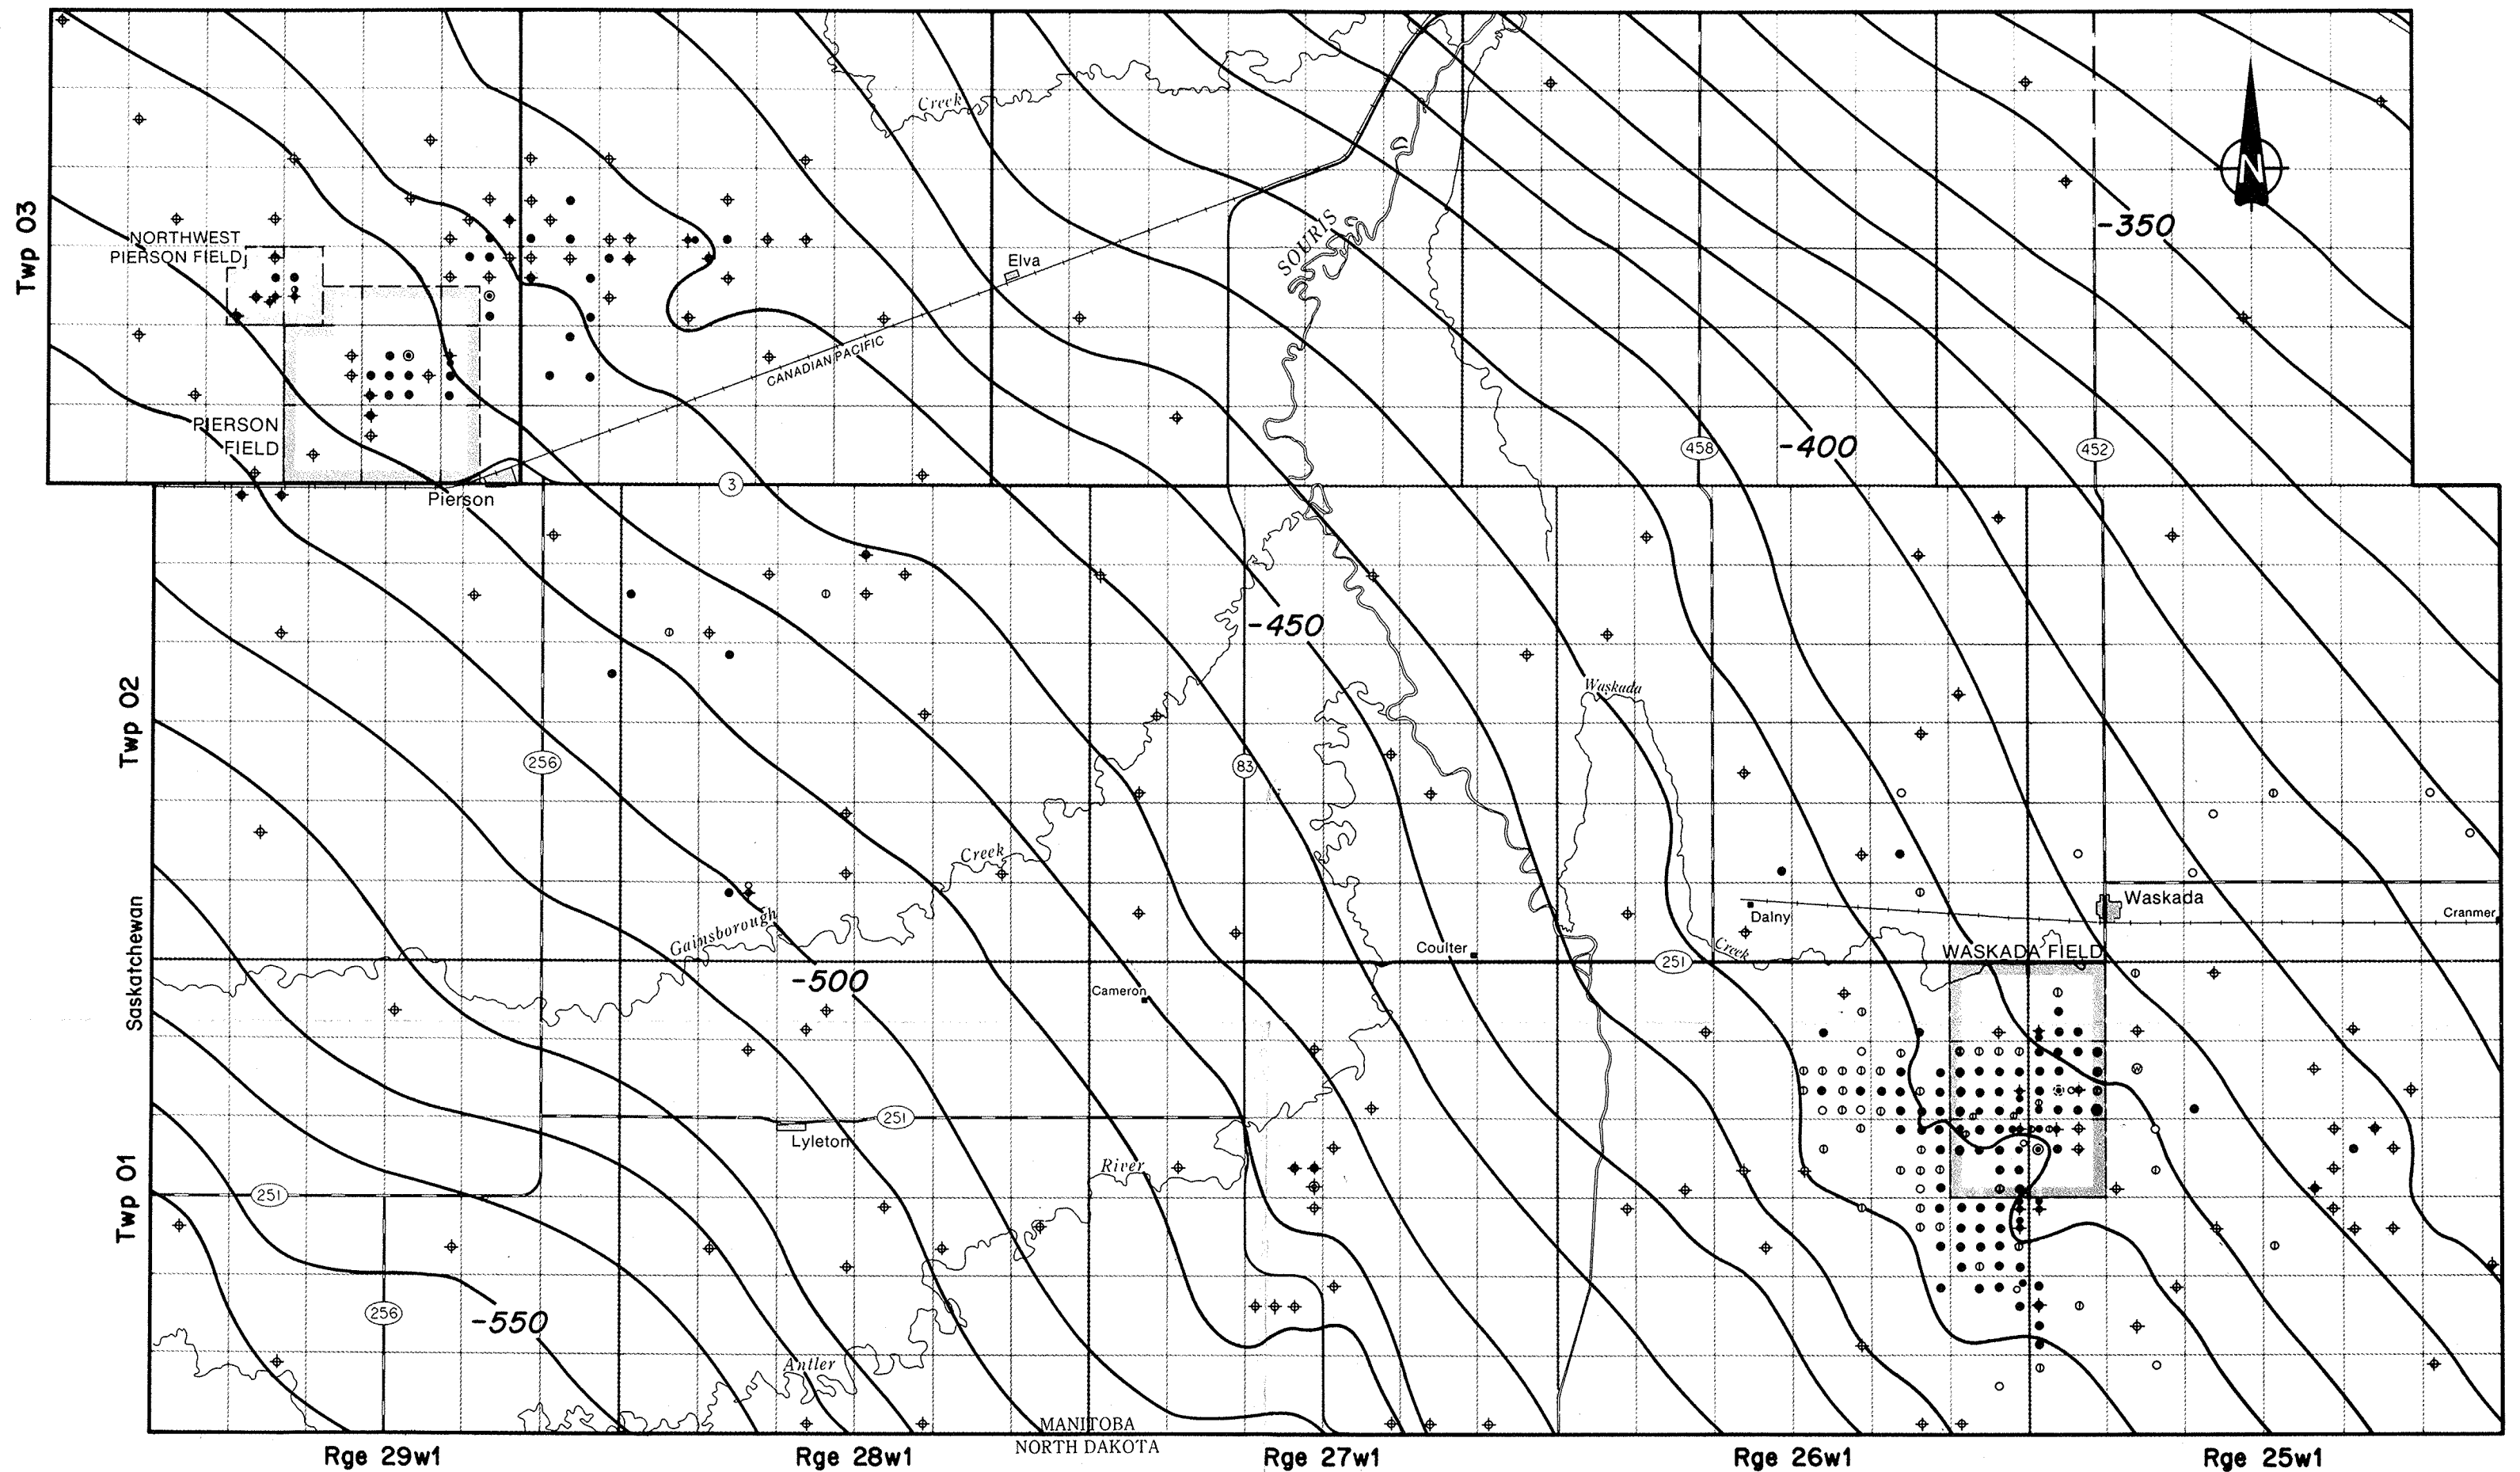 Creek
N
Twp 03
-350
SOURIS
NORTHWEST
PIERSON FIELD
Elva
CANADIAN PACIFIC
PIERSON
FIELD
458
-400
452
3
Pierson
-450
Waskada
Twp 02
256
83
Creek
Waskada
Dalny
Cranmer
Gainsborough
Saskatchewan
Coulter
251
Creek
WASKADA FIELD
-500
Cameron
251
Lyleton
River
Twp 01
251
256
-550
Antler
MANITOBA
NORTH DAKOTA
Rge 29w1
Rge 28w1
Rge 27w1
Rge 26w1
Rge 25w1